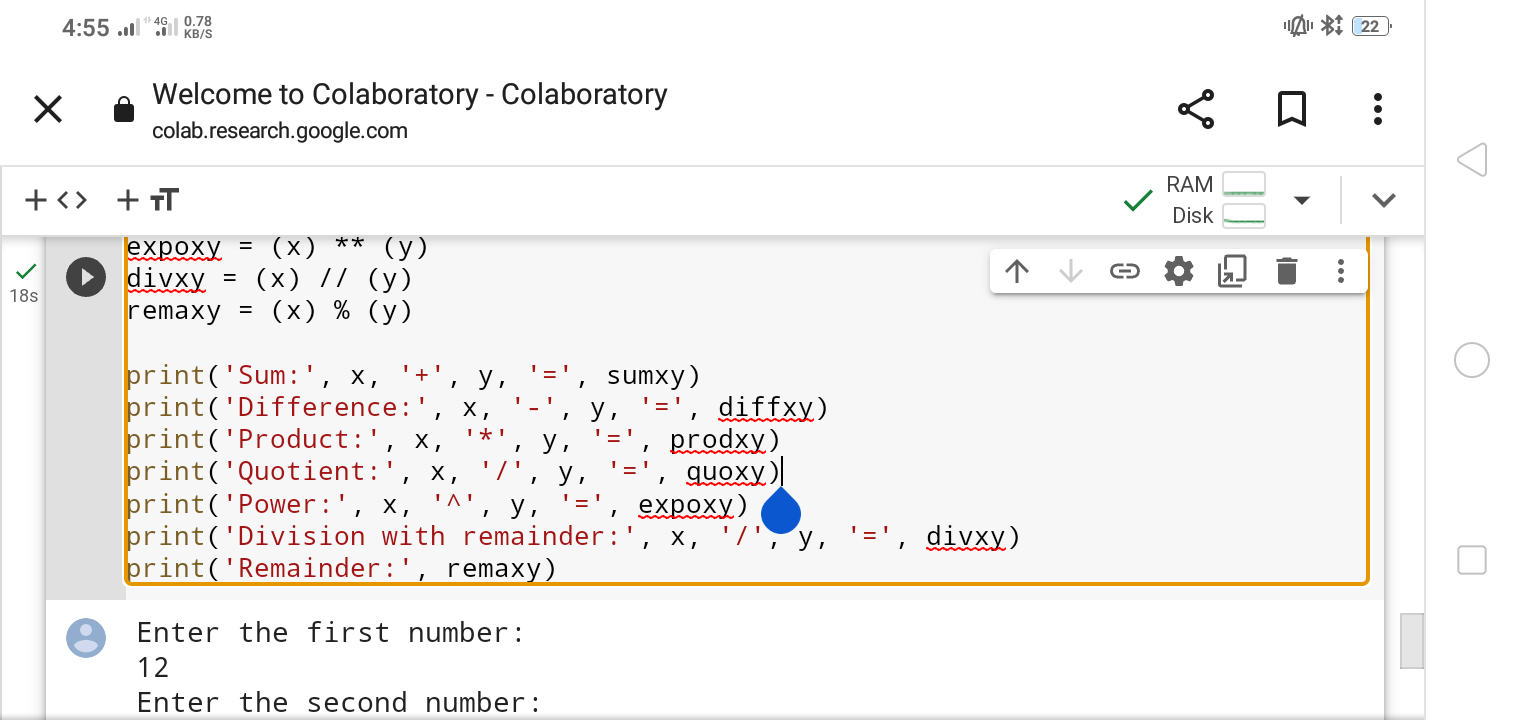 4:55 4G 0.78 KB/S 22
Welcome to Colaboratory - Colaboratory
colab.research.google.com
RAM
Disk
expoxy = (x) ** (y)
divxy = (x) // (y)
18s
remaxy = (x) % (y)
print('Sum:', x, '+', y, '=', sumxy)
print('Difference:', x, '-', y, '=', diffxy)
print('Product:', x, '*', y, '=', prodxy)
print('Quotient:', x, '/', y, '=', quoxy)
print('Power:', x, '^', y, '=', expoxy)
print('Division with remainder:', x, '/', y, '=', divxy)
print('Remainder:', remaxy)
Enter the first number:
12
Enter the second number: